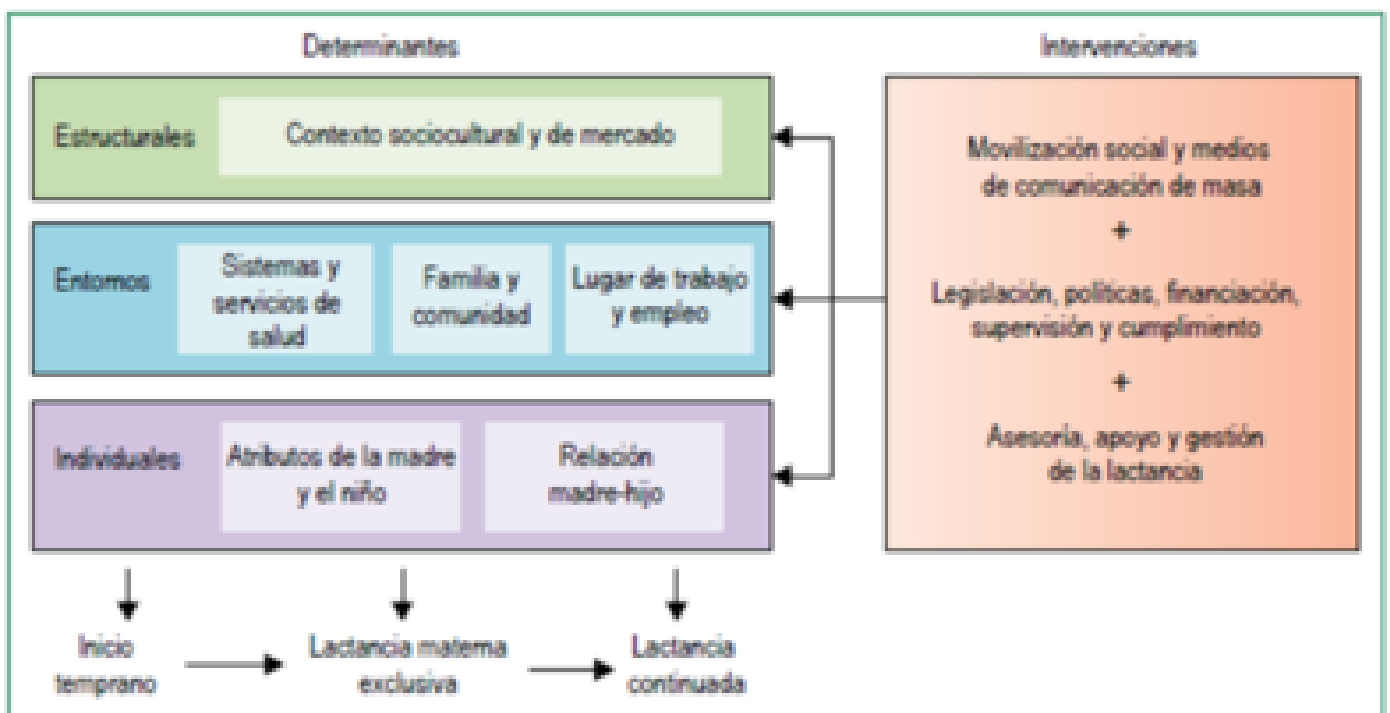 Determinantes
Intervenciones
Estructurales
Contexto sociocultural y de mercado
Entornos
Sistemas y
servicios de
salud
Familia y
comunidad
Lugar de trabajo
y empleo
Individuales
Atributos de la madre
y el niño
Relación
madre-hijo
Movilización social y medios
de comunicación de masa
+
Legislación, políticas, financiación,
supervisión y cumplimiento
+
Asesoría, apoyo y gestión
de la lactancia
Inicio
temprano
Lactancia materna
exclusiva
Lactancia
continuada